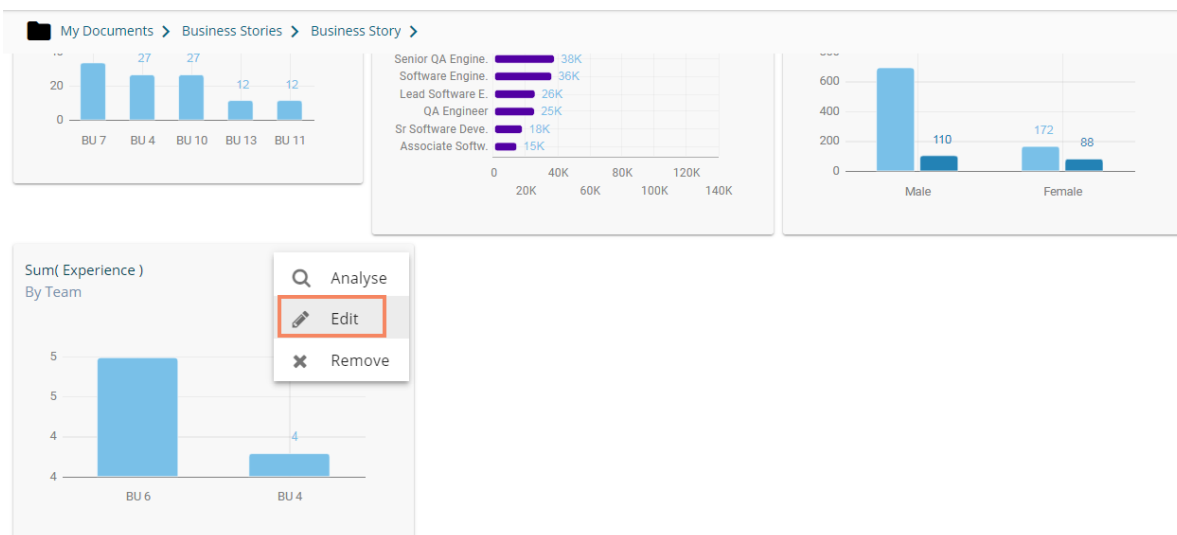 My Documents > Business Stories > Business Story >
27 27
12 12
20
0
BU 7 BU 4 BU 10 BU 13 BU 11
Senior QA Engine. 38K
Software Engine. 36K
Lead Software E. 26K
QA Engineer 25K
Sr Software Deve. 18K
Associate Softw. 15K
0 40K 80K 120K
20K 60K 100K 140K
600
400
200
0
110
172
88
Male Female
Sum( Experience )
By Team
Analyse
Edit
Remove
5
5
4
4
4
BU 6 BU 4